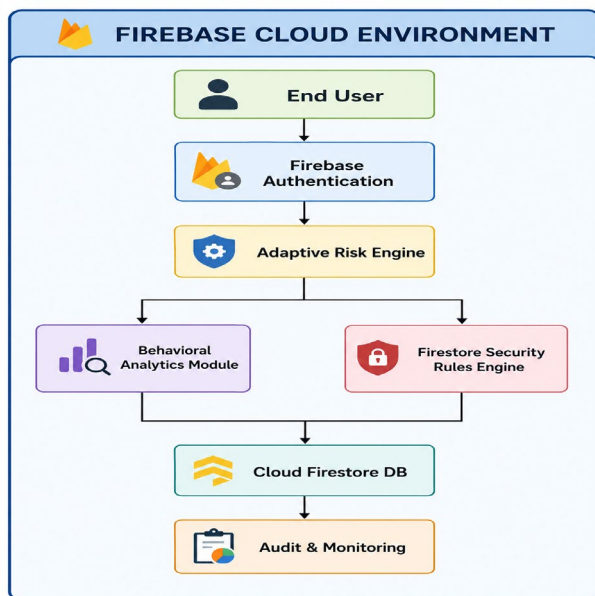 FIREBASE CLOUD ENVIRONMENT
End User
Firebase
Authentication
Adaptive Risk Engine
Behavioral
Analytics Module
Firestore Security
Rules Engine
Cloud Firestore DB
Audit & Monitoring